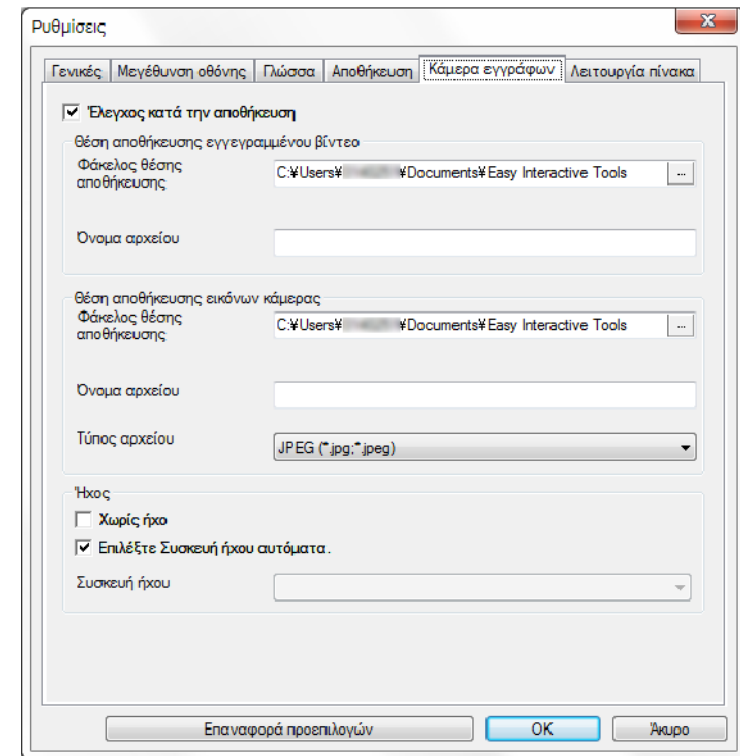 Ρυθμίσεις
Γενικές Μεγέθυνση οθόνης Γλώσσα Αποθήκευση Κάμερα εγγράφων Λειτουργία πίνακα
Έλεγχος κατά την αποθήκευση
Θέση αποθήκευσης εγγεγραμμένου βίντεο
Φάκελος θέσης
αποθήκευσης
C:¥Users¥ ¥Documents¥Easy Interactive Tools ...
Όνομα αρχείου
Θέση αποθήκευσης εικόνων κάμερας
Φάκελος θέσης
αποθήκευσης
C:¥Users¥ ¥Documents¥Easy Interactive Tools ...
Όνομα αρχείου
Τύπος αρχείου JPEG (*.jpg;*.jpeg)
Ήχος
Χωρίς ήχο
Επιλέξτε Συσκευή ήχου αυτόματα.
Συσκευή ήχου
Επαναφορά προεπιλογών OK Άκυρο